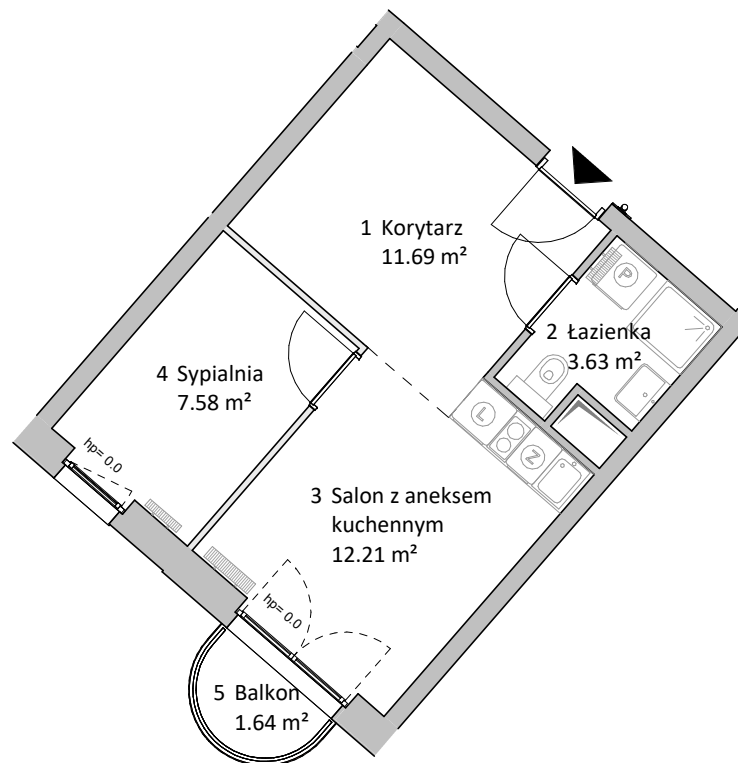 1 Korytarz
11.69 m²
P
2 Łazienka
3.63 m²
4 Sypialnia
7.58 m²
L
Z
hp= 0.0
3 Salon z aneksem
kuchennym
12.21 m²
hp= 0.0
5 Balkon
1.64 m²